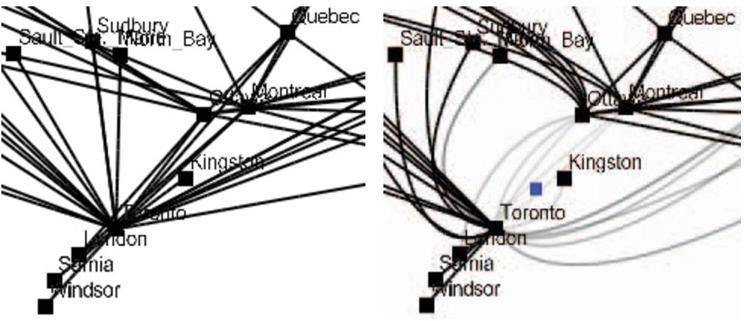 Quebec
Sudbury
Sault_Ste._Marie
North_Bay
Ottawa
Montreal
Kingston
Toronto
London
Sarnia
Windsor
Quebec
Sudbury
Sault_Ste.
North_Bay
Montreal
Kingston
Toronto
London
Sarnia
Windsor